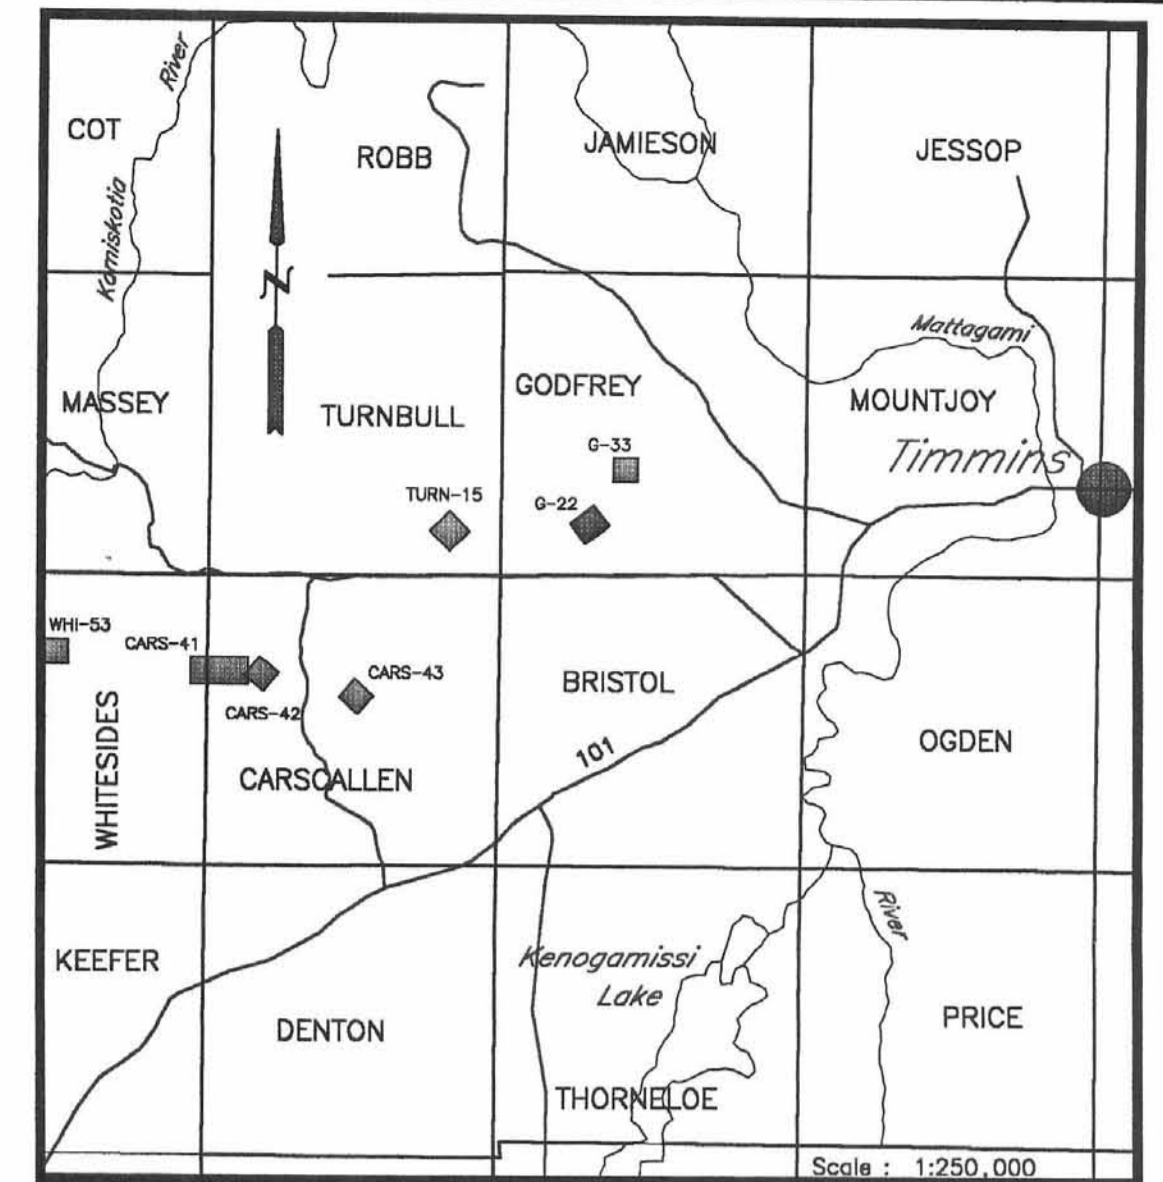 River
COT
ROBB
JAMIESON
JESSOP
Kamiskotia
N
Mattagami
MASSEY
TURNBULL
GODFREY
MOUNTJOY
G-33
Timmins
TURN-15
G-22
WHI-53
CARS-41
CARS-43
BRISTOL
CARS-42
WHITESIDES
CARSCALLEN
101
OGDEN
River
KEEFER
Kenogamissi
Lake
DENTON
PRICE
THORNELOE
Scale : 1:250,000